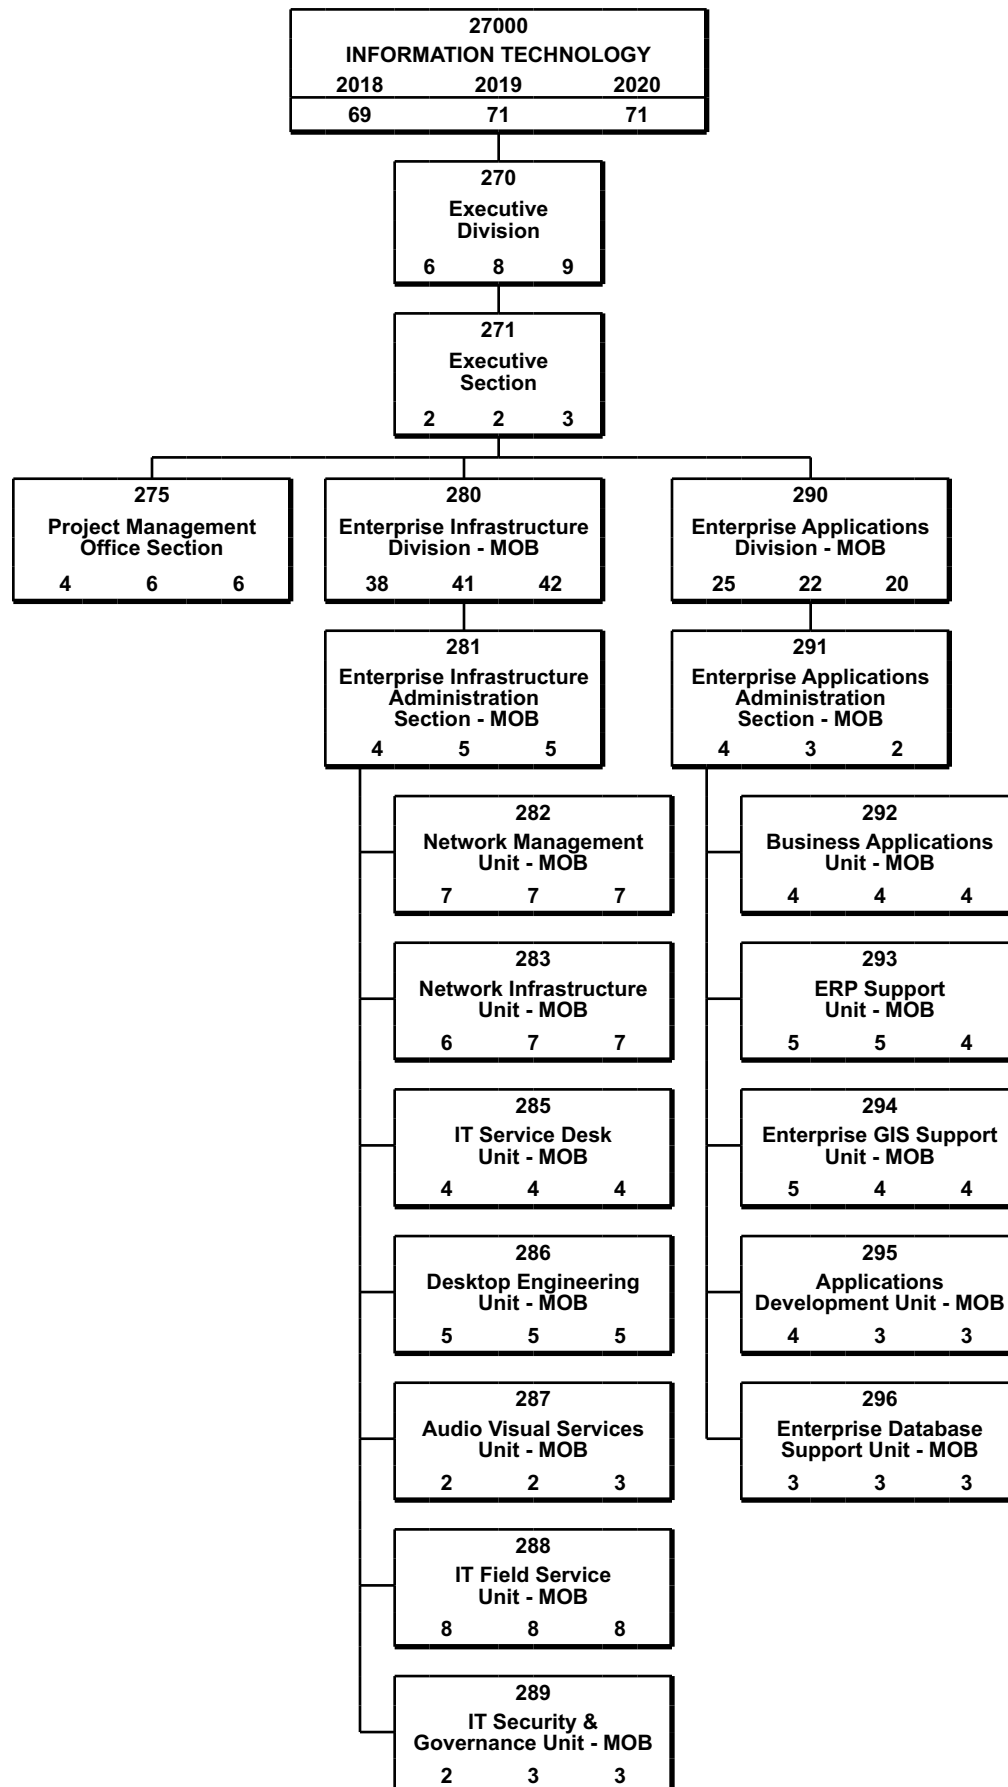 27000
INFORMATION TECHNOLOGY
2018 2019 2020
69 71 71
270
Executive
Division
6 8 9
271
Executive
Section
2 2 3
275
Project Management
Office Section
4 6 6
280
Enterprise Infrastructure
Division - MOB
38 41 42
290
Enterprise Applications
Division - MOB
25 22 20
281
Enterprise Infrastructure
Administration
Section - MOB
4 5 5
291
Enterprise Applications
Administration
Section - MOB
4 3 2
282
Network Management
Unit - MOB
7 7 7
292
Business Applications
Unit - MOB
4 4 4
283
Network Infrastructure
Unit - MOB
6 7 7
293
ERP Support
Unit - MOB
5 5 4
285
IT Service Desk
Unit - MOB
4 4 4
294
Enterprise GIS Support
Unit - MOB
5 4 4
286
Desktop Engineering
Unit - MOB
5 5 5
295
Applications
Development Unit - MOB
4 3 3
287
Audio Visual Services
Unit - MOB
2 2 3
296
Enterprise Database
Support Unit - MOB
3 3 3
288
IT Field Service
Unit - MOB
8 8 8
289
IT Security &
Governance Unit - MOB
2 3 3